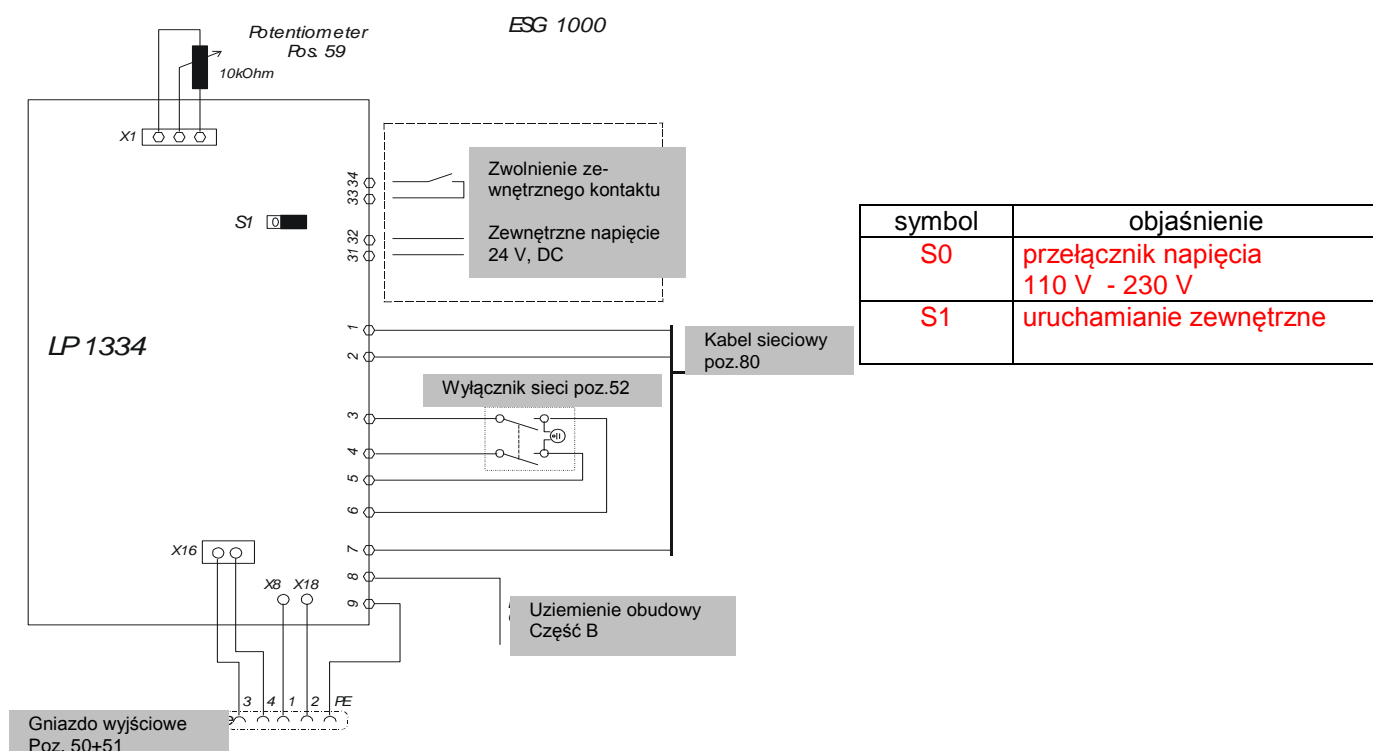 ESG 1000
Potentiometer
Pos. 59
10kOhm
X1
34
33
Zwolnienie ze-
wnętrznego kontaktu
S1 0
32
31
Zewnętrzne napięcie
24 V, DC
symbol objaśnienie
S0 przełącznik napięcia
110 V - 230 V
S1 uruchamianie zewnętrzne
LP 1334
1
2
Kabel sieciowy
poz.80
Wyłącznik sieci poz.52
3
4
5
6
X16
7
X8 X18
8
9
Uziemienie obudowy
Część B
3 4 1 2 PE
Gniazdo wyjściowe
Poz. 50+51